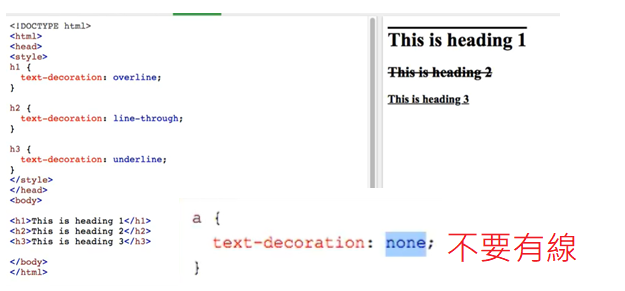 <!DOCTYPE html>
<html>
<head>
<style>
h1 {
  text-decoration: overline;
}
h2 {
  text-decoration: line-through;
}
h3 {
  text-decoration: underline;
}
</style>
</head>
<body>
<h1>This is heading 1</h1>
<h2>This is heading 2</h2>
<h3>This is heading 3</h3>
</body>
</html>
This is heading 1
This is heading 2
This is heading 3
a {
  text-decoration: none; 不要有線
}